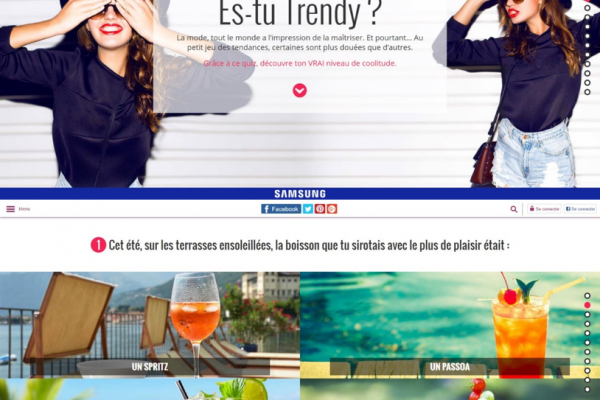 Es-tu Trendy ?
La mode, tout le monde a l'impression de la maîtriser. Et pourtant... Au
petit jeu des tendances, certaines sont plus douées que d'autres.
Grâce à ce quiz, découvre ton VRAI niveau de coolitude.
SAMSUNG
Menu
Facebook
Se connecter
Se connecter
1 Cet été, sur les terrasses ensoleillées, la boisson que tu sirotais avec le plus de plaisir était :
UN SPRITZ
UN PASSOA